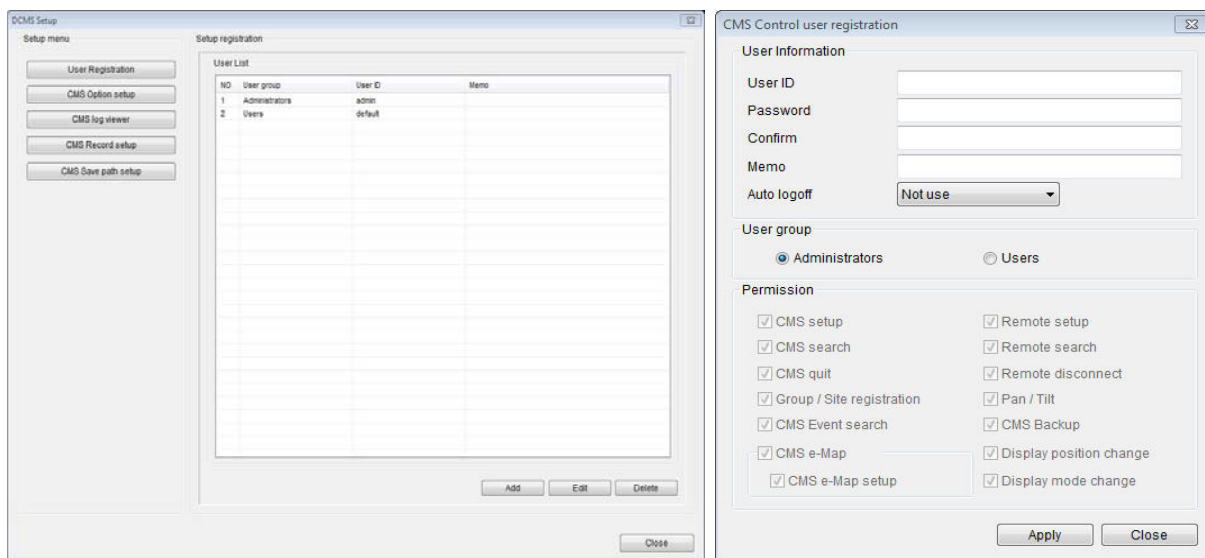 DCMS Setup
Setup menu
User Registration
CMS Option setup
CMS log viewer
CMS Record setup
CMS Save path setup
Setup registration
User List
NO User group User ID Memo
1 Administrators admin
2 Users default
Add Edit Delete
Close
CMS Control user registration
User Information
User ID
Password
Confirm
Memo
Auto logoff Not use
User group
Administrators Users
Permission
CMS setup Remote setup
CMS search Remote search
CMS quit Remote disconnect
Group / Site registration Pan / Tilt
CMS Event search CMS Backup
CMS e-Map Display position change
CMS e-Map setup Display mode change
Apply Close